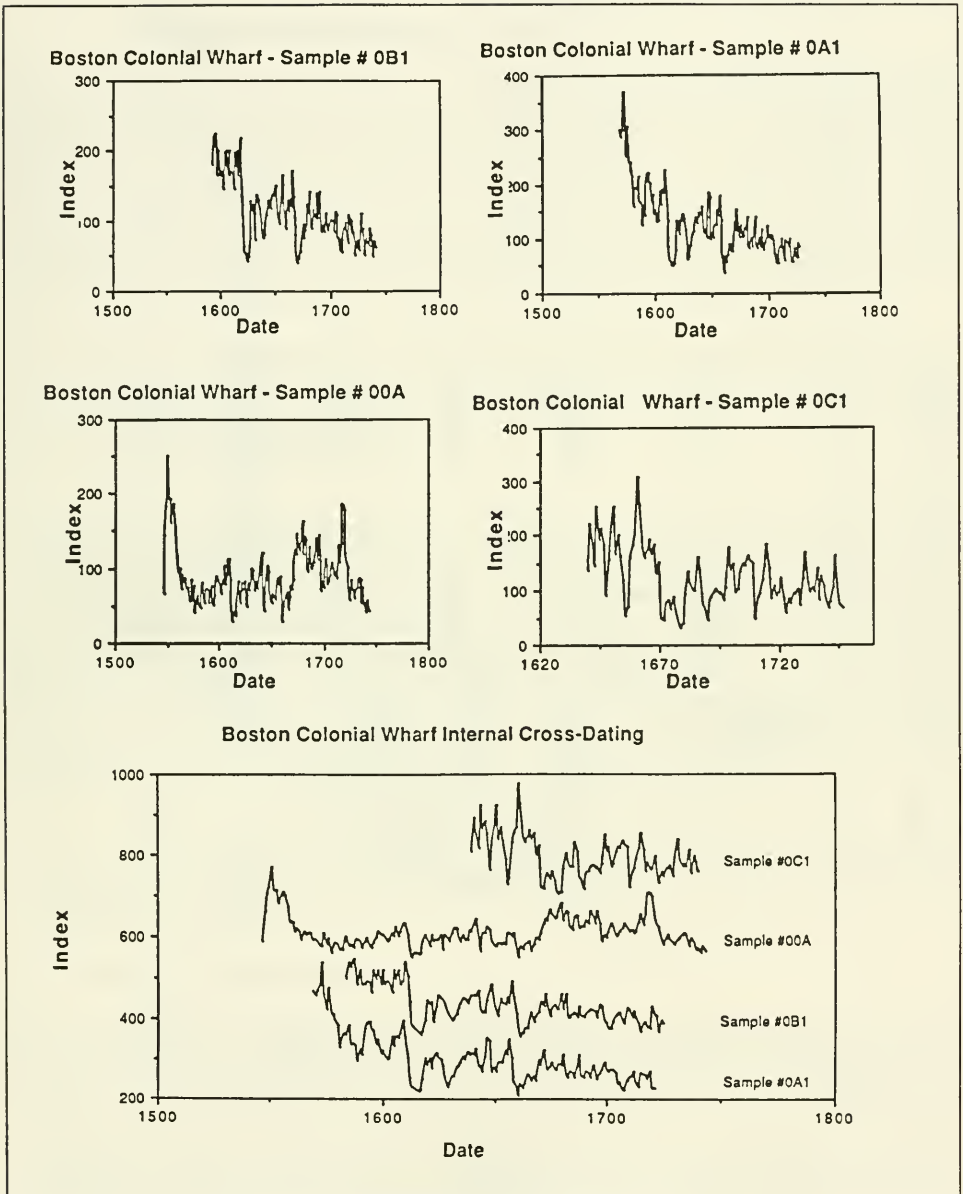 Boston Colonial Wharf - Sample # 0B1
300
200
100
0
Index
1500 1600 1700 1800
Date
Boston Colonial Wharf - Sample # 0A1
400
300
200
100
0
Index
1500 1600 1700 1800
Date
Boston Colonial Wharf - Sample # 00A
300
200
100
0
Index
1500 1600 1700 1800
Date
Boston Colonial Wharf - Sample # 0C1
400
300
200
100
0
Index
1620 1670 1720
Date
Boston Colonial Wharf Internal Cross-Dating
1000
800
600
400
200
Index
Sample #0C1
Sample #00A
Sample #0B1
Sample #0A1
1500 1600 1700 1800
Date